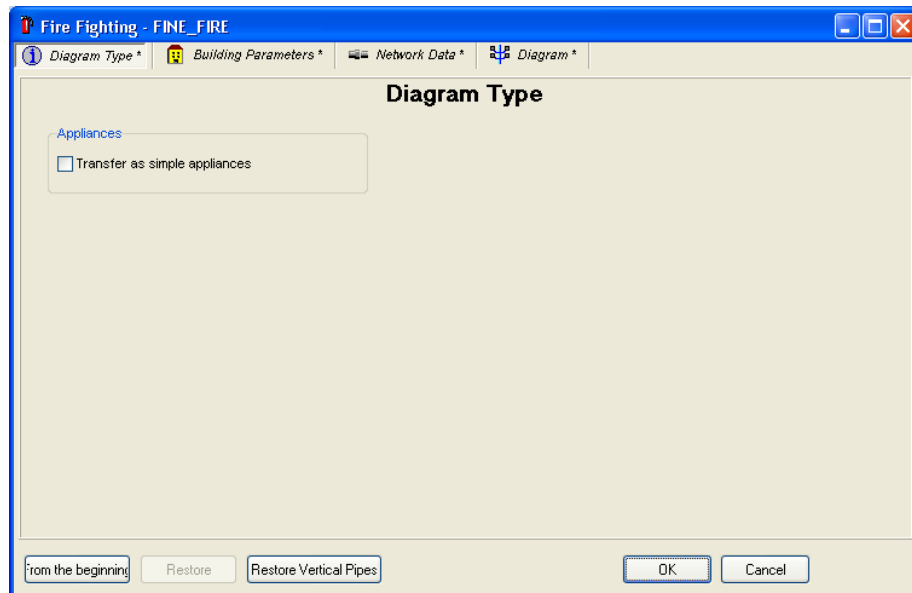 Fire Fighting - FINE_FIRE
Diagram Type * Building Parameters * Network Data * Diagram *
Diagram Type
Appliances
Transfer as simple appliances
From the beginning Restore Restore Vertical Pipes OK Cancel